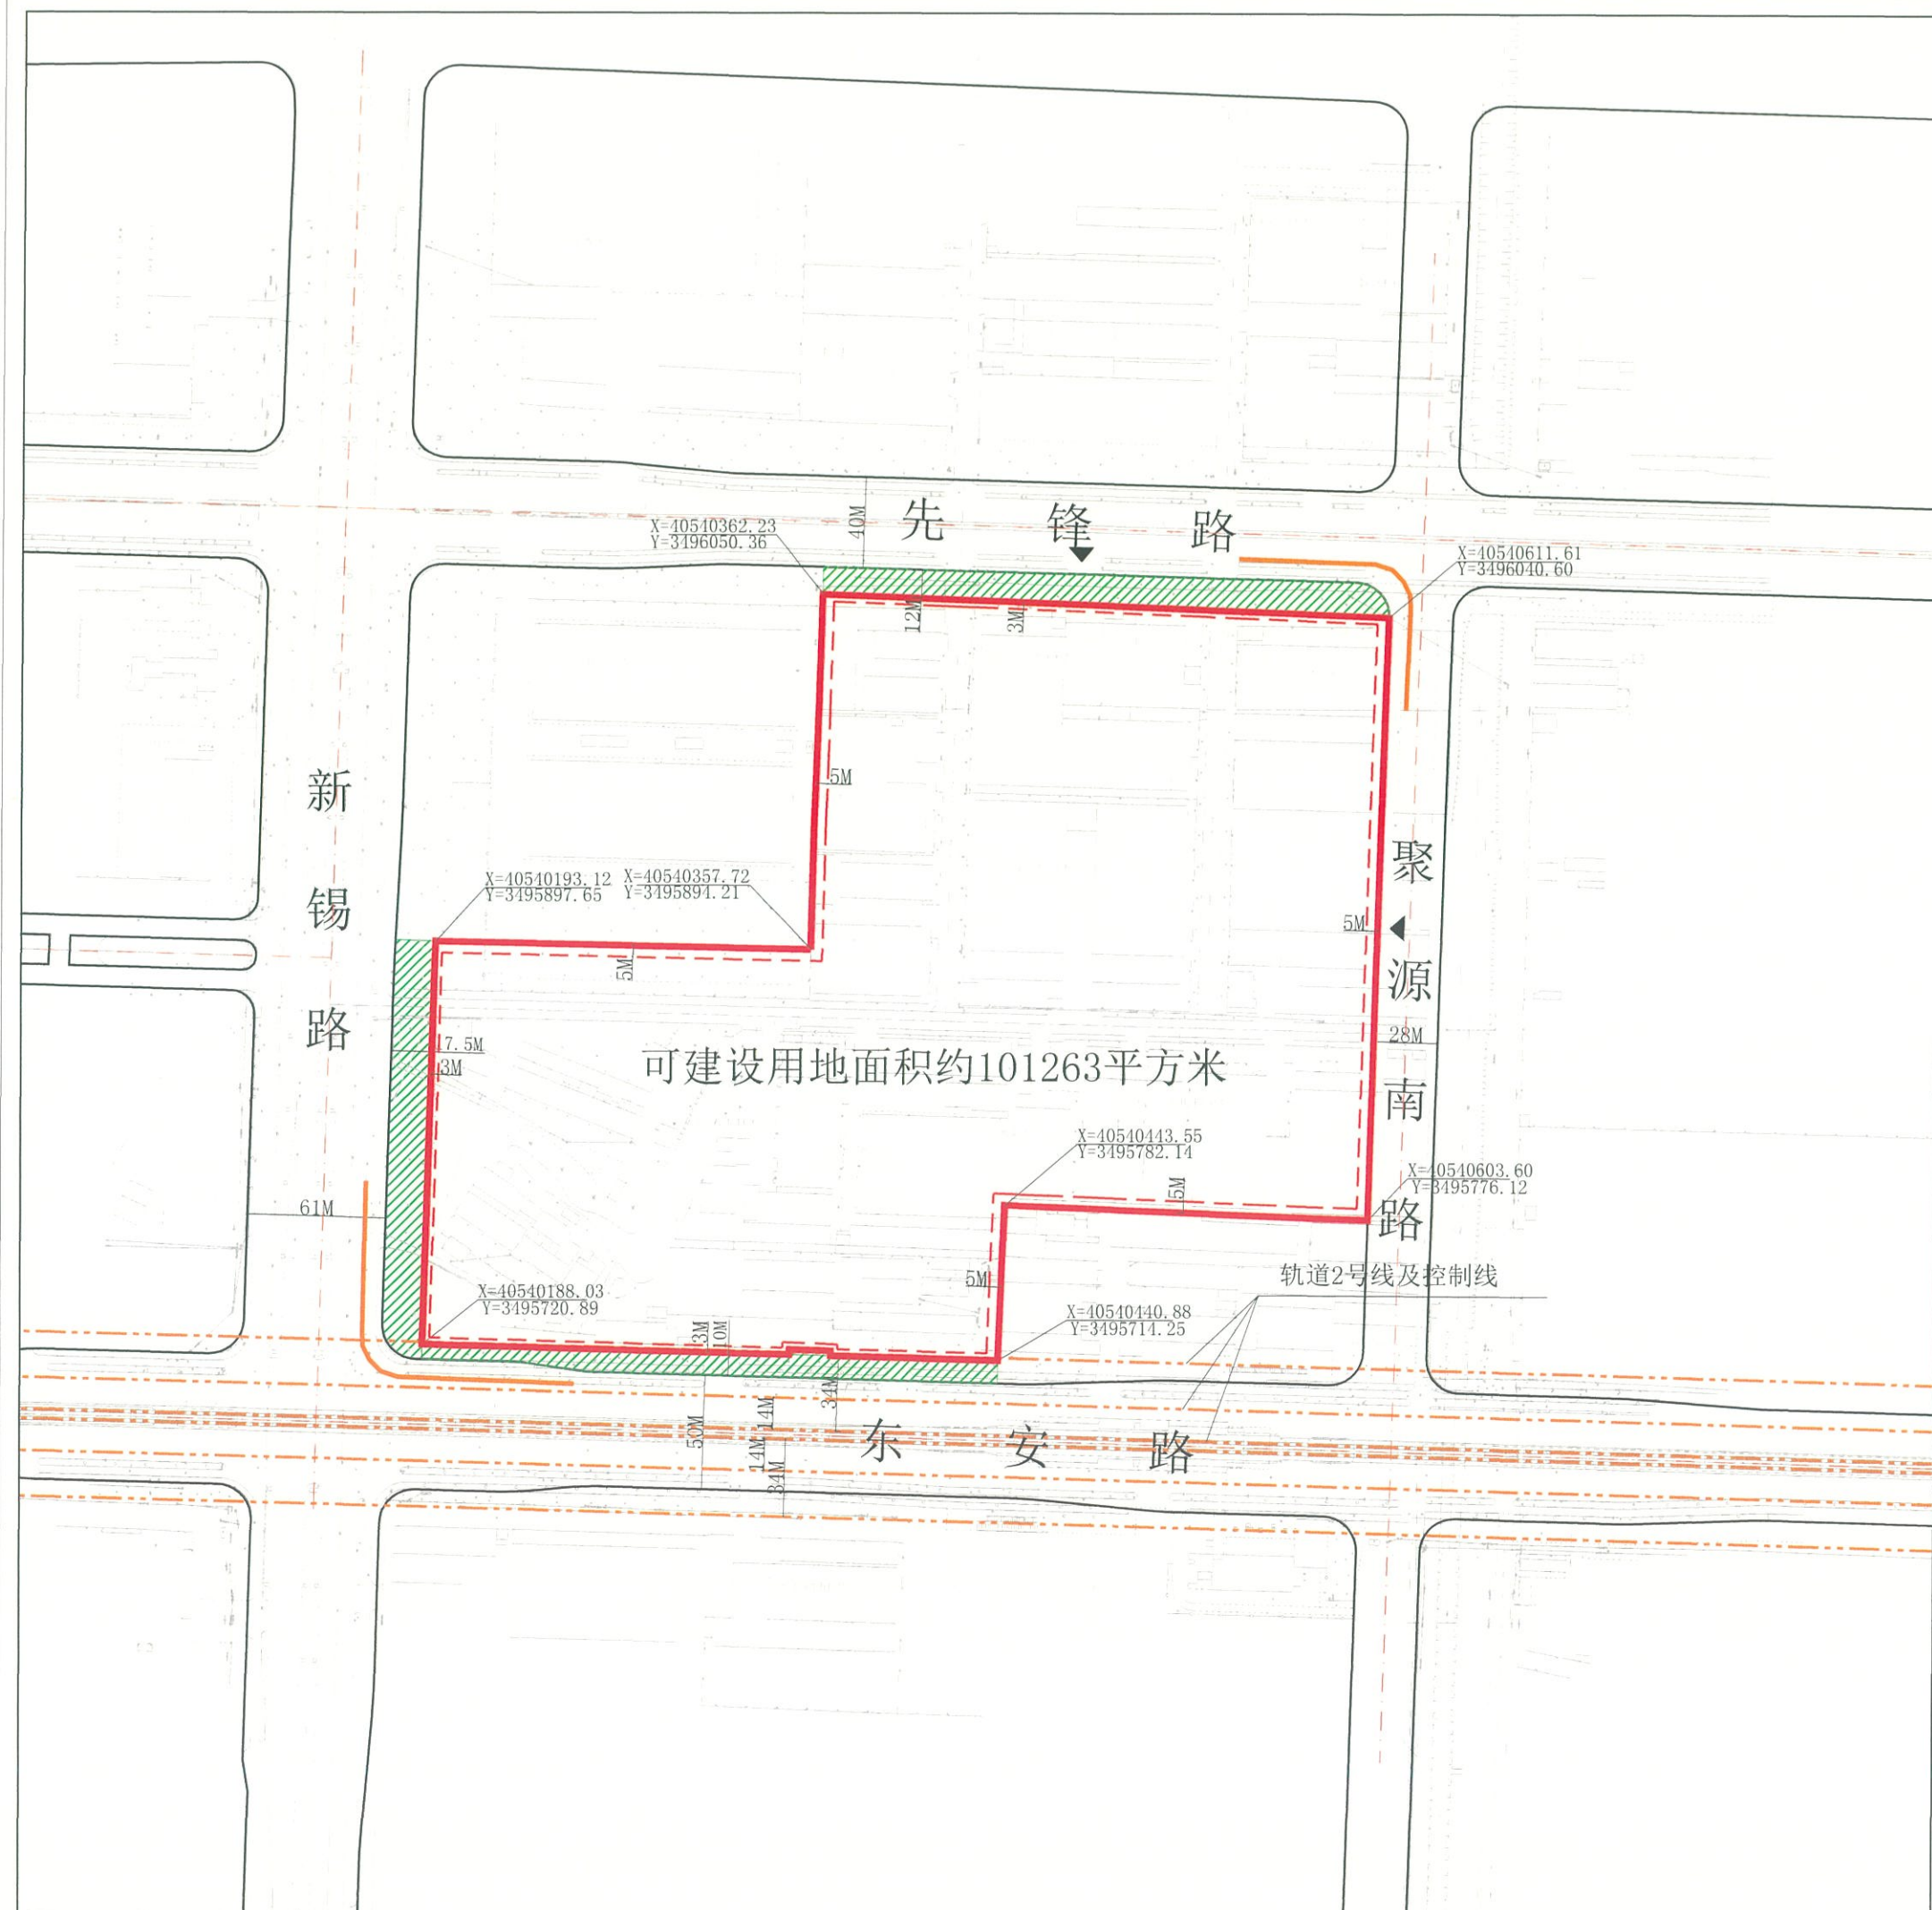 先 锋 路
40M
X=40540362.23
Y=3496050.36
X=40540611.61
Y=3496040.60
12M
3M
5M
新锡路
X=40540193.12
Y=3495897.65
X=40540357.72
Y=3495894.21
5M
5M
聚源南路
28M
17.5M
3M
可建设用地面积约101263平方米
X=40540443.55
Y=3495782.14
X=40540603.60
Y=3495776.12
5M
61M
5M
轨道2号线及控制线
X=40540188.03
Y=3495720.89
X=40540440.88
Y=3495714.25
3M
10M
34M
14M
50M
14M
34M
东 安 路